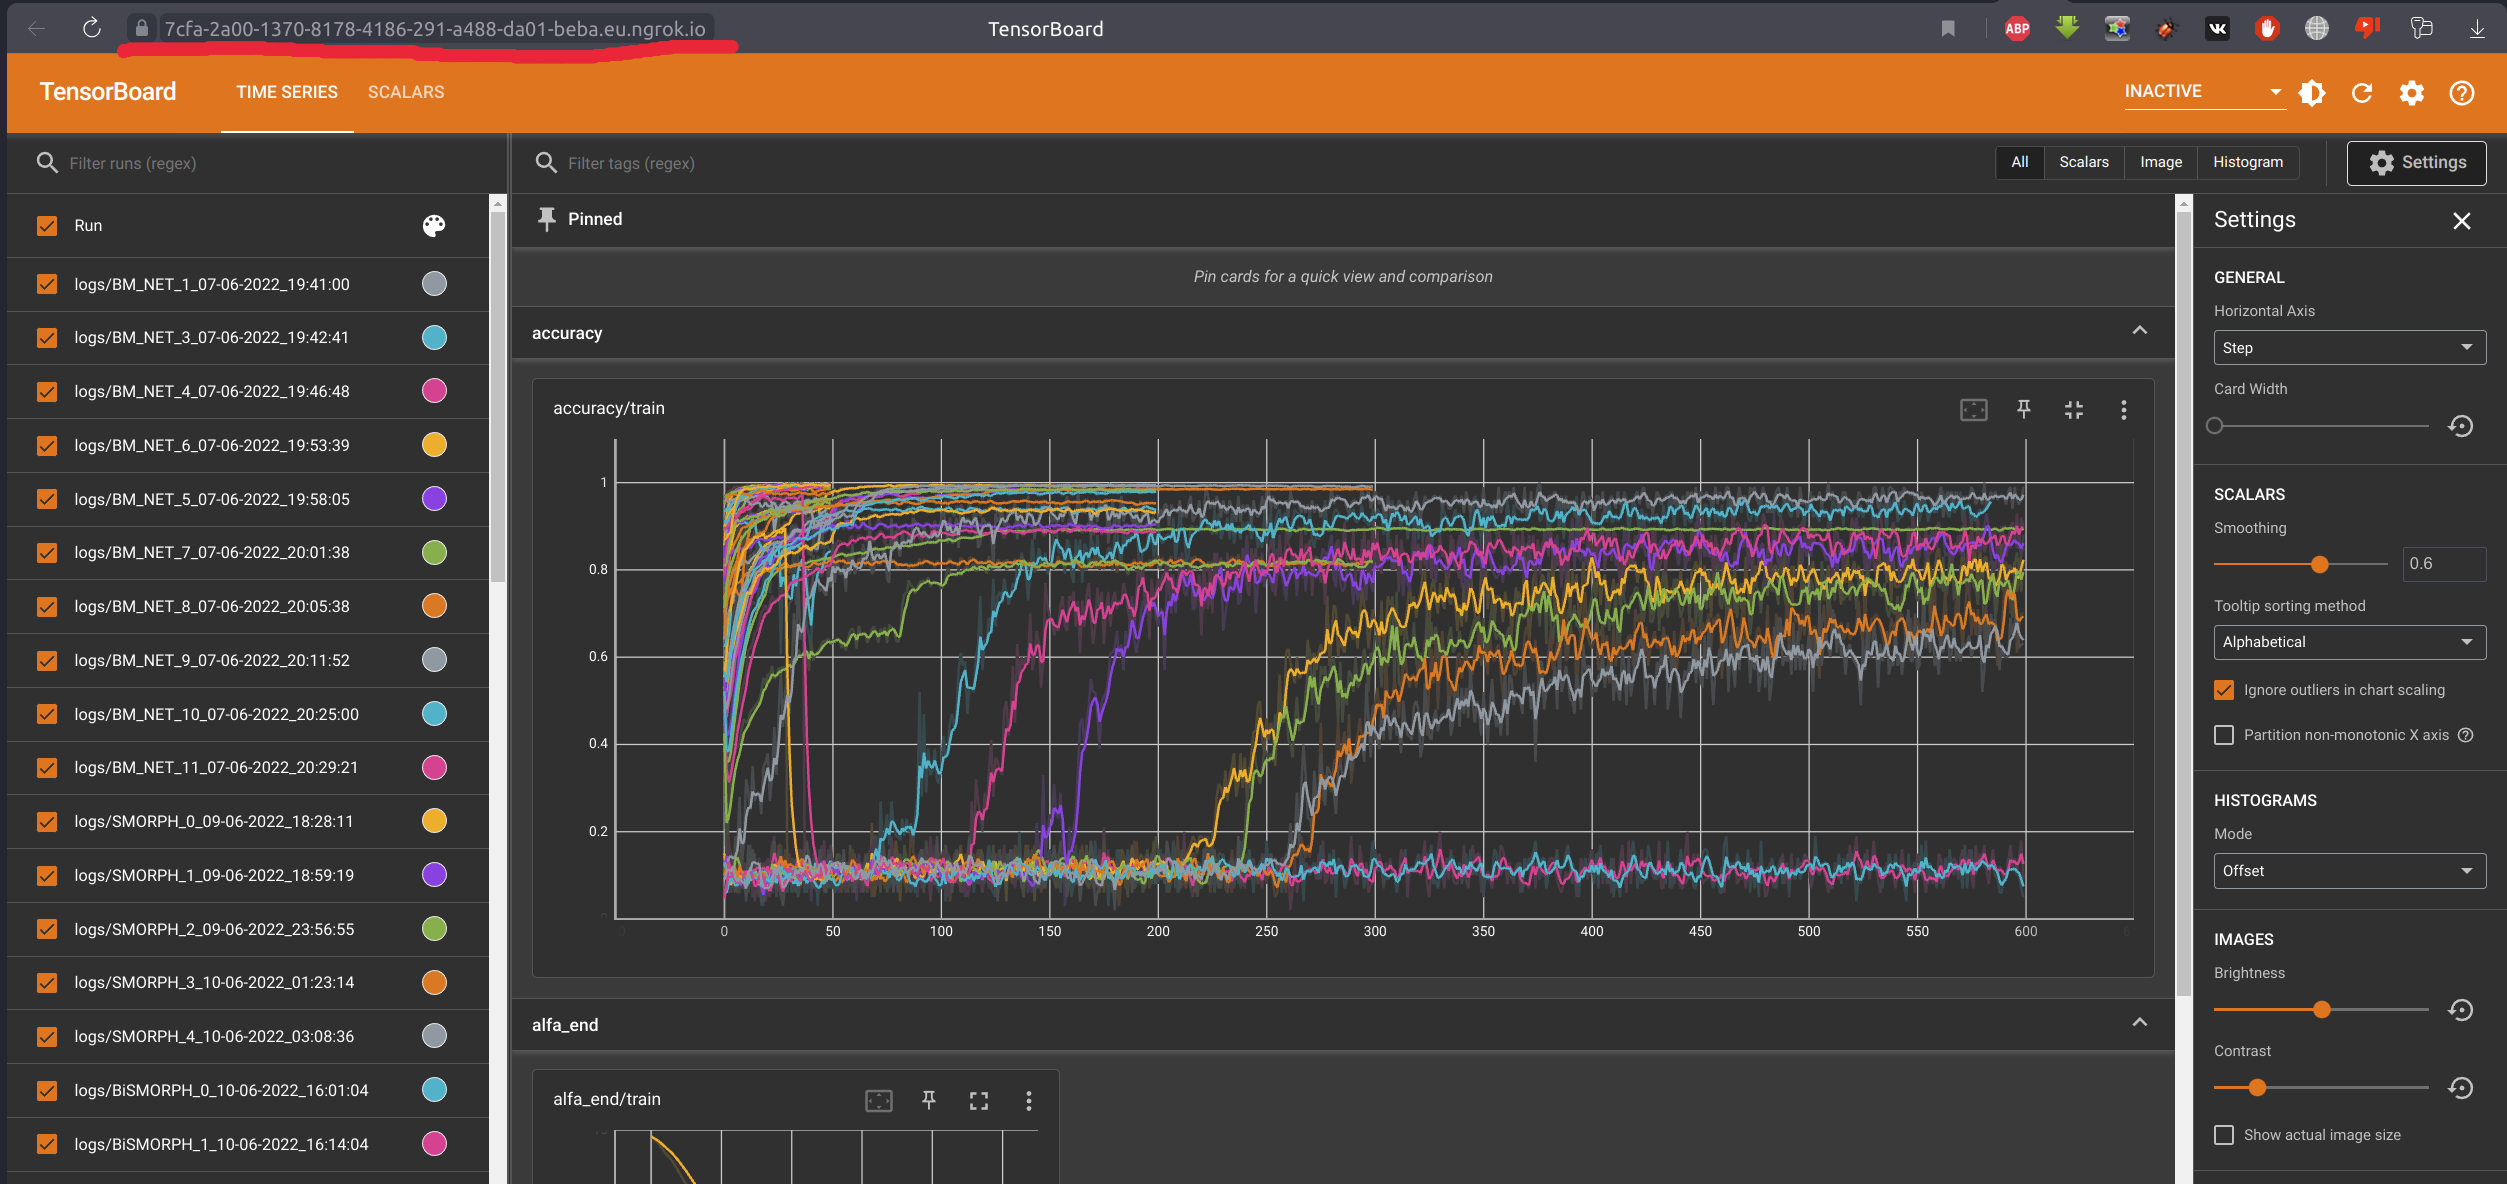 7cfa-2a00-1370-8178-4186-291-a488-da01-beba.eu.ngrok.io
TensorBoard
ABP
TensorBoard
TIME SERIES
SCALARS
INACTIVE
Filter runs (regex)
Filter tags (regex)
All
Scalars
Image
Histogram
Settings
Run
logs/BM_NET_1_07-06-2022_19:41:00
logs/BM_NET_3_07-06-2022_19:42:41
logs/BM_NET_4_07-06-2022_19:46:48
logs/BM_NET_6_07-06-2022_19:53:39
logs/BM_NET_5_07-06-2022_19:58:05
logs/BM_NET_7_07-06-2022_20:01:38
logs/BM_NET_8_07-06-2022_20:05:38
logs/BM_NET_9_07-06-2022_20:11:52
logs/BM_NET_10_07-06-2022_20:25:00
logs/BM_NET_11_07-06-2022_20:29:21
logs/SMORPH_0_09-06-2022_18:28:11
logs/SMORPH_1_09-06-2022_18:59:19
logs/SMORPH_2_09-06-2022_23:56:55
logs/SMORPH_3_10-06-2022_01:23:14
logs/SMORPH_4_10-06-2022_03:08:36
logs/BiSMORPH_0_10-06-2022_16:01:04
logs/BiSMORPH_1_10-06-2022_16:14:04
Pinned
Pin cards for a quick view and comparison
accuracy
accuracy/train
1
0.8
0.6
0.4
0.2
0 50 100 150 200 250 300 350 400 450 500 550 600
alfa_end
alfa_end/train
Settings
GENERAL
Horizontal Axis
Step
Card Width
SCALARS
Smoothing
0.6
Tooltip sorting method
Alphabetical
Ignore outliers in chart scaling
Partition non-monotonic X axis
HISTOGRAMS
Mode
Offset
IMAGES
Brightness
Contrast
Show actual image size